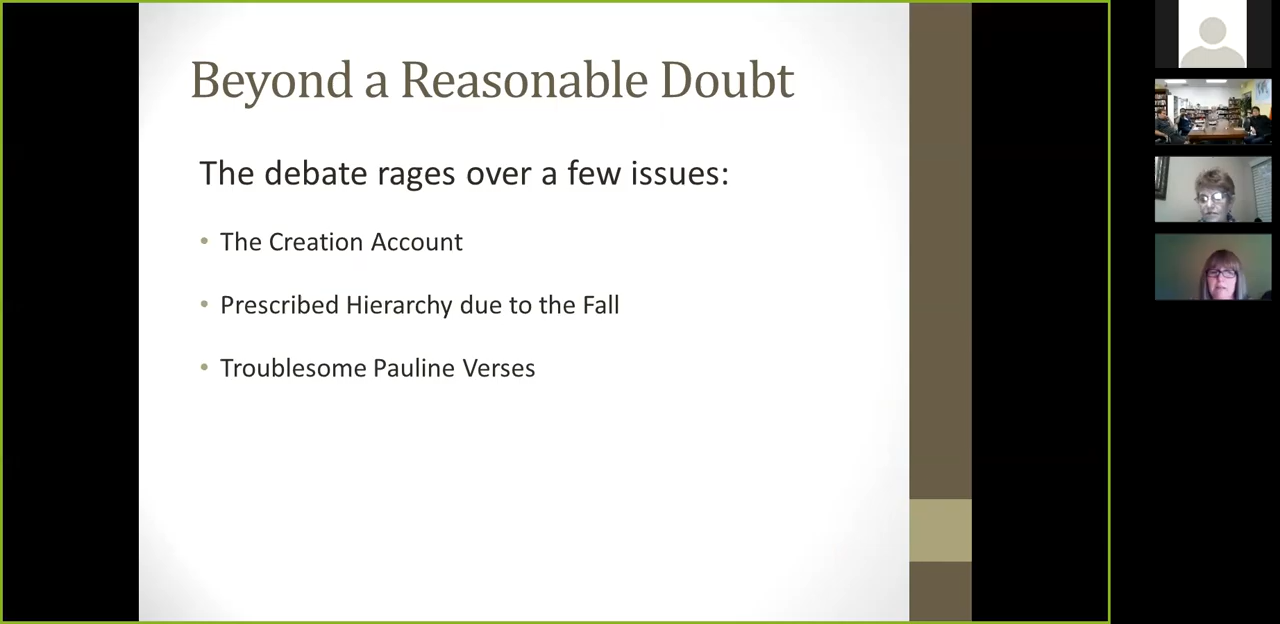 Beyond a Reasonable Doubt
The debate rages over a few issues:
• The Creation Account
• Prescribed Hierarchy due to the Fall
• Troublesome Pauline Verses